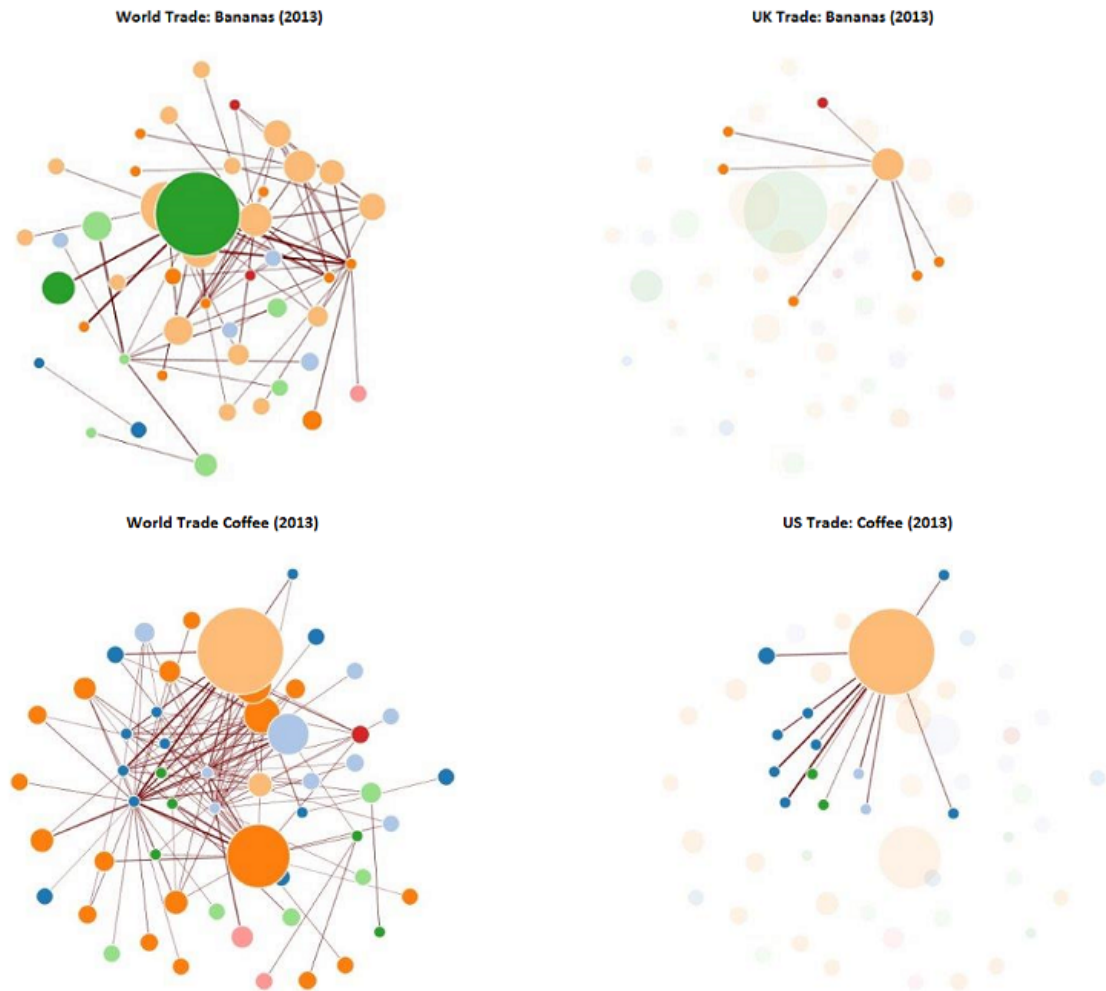 World Trade: Bananas (2013)
UK Trade: Bananas (2013)
World Trade Coffee (2013)
US Trade: Coffee (2013)